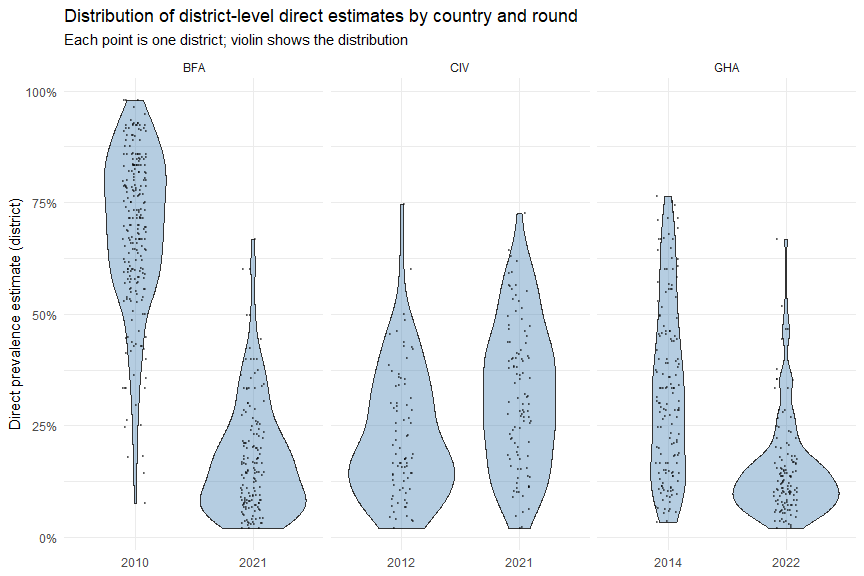 Distribution of district-level direct estimates by country and round
Each point is one district; violin shows the distribution
BFA CIV GHA
100%
75%
50%
25%
0%
Direct prevalence estimate (district)
2010 2021 2012 2021 2014 2022